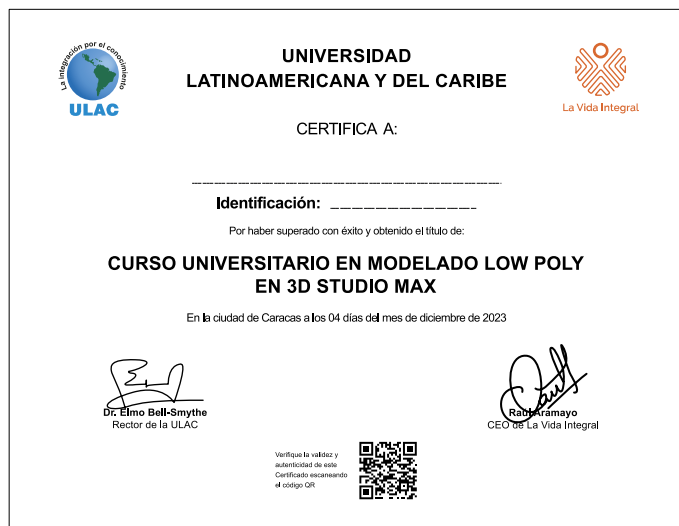 La integración por el conocimiento
ULAC
UNIVERSIDAD
LATINOAMERICANA Y DEL CARIBE
La Vida Integral
CERTIFICA A:
Identificación:
Por haber superado con éxito y obtenido el título de:
CURSO UNIVERSITARIO EN MODELADO LOW POLY
EN 3D STUDIO MAX
En la ciudad de Caracas a los 04 días del mes de diciembre de 2023
Dr. Elmo Bell-Smythe
Rector de la ULAC
Raúl Aramayo
CEO de La Vida Integral
Verifique la validez y
autenticidad de este
Certificado escaneando
el código QR